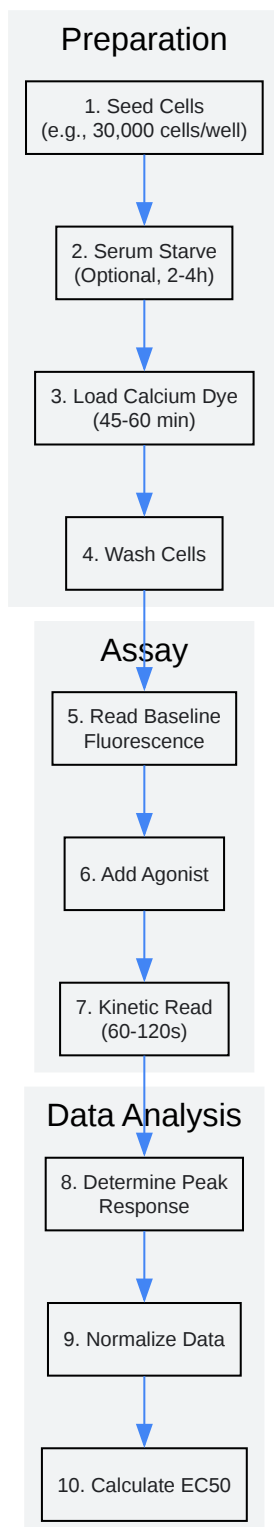 Preparation
1. Seed Cells
(e.g., 30,000 cells/well)
2. Serum Starve
(Optional, 2-4h)
3. Load Calcium Dye
(45-60 min)
4. Wash Cells
Assay
5. Read Baseline
Fluorescence
6. Add Agonist
7. Kinetic Read
(60-120s)
Data Analysis
8. Determine Peak
Response
9. Normalize Data
10. Calculate EC50